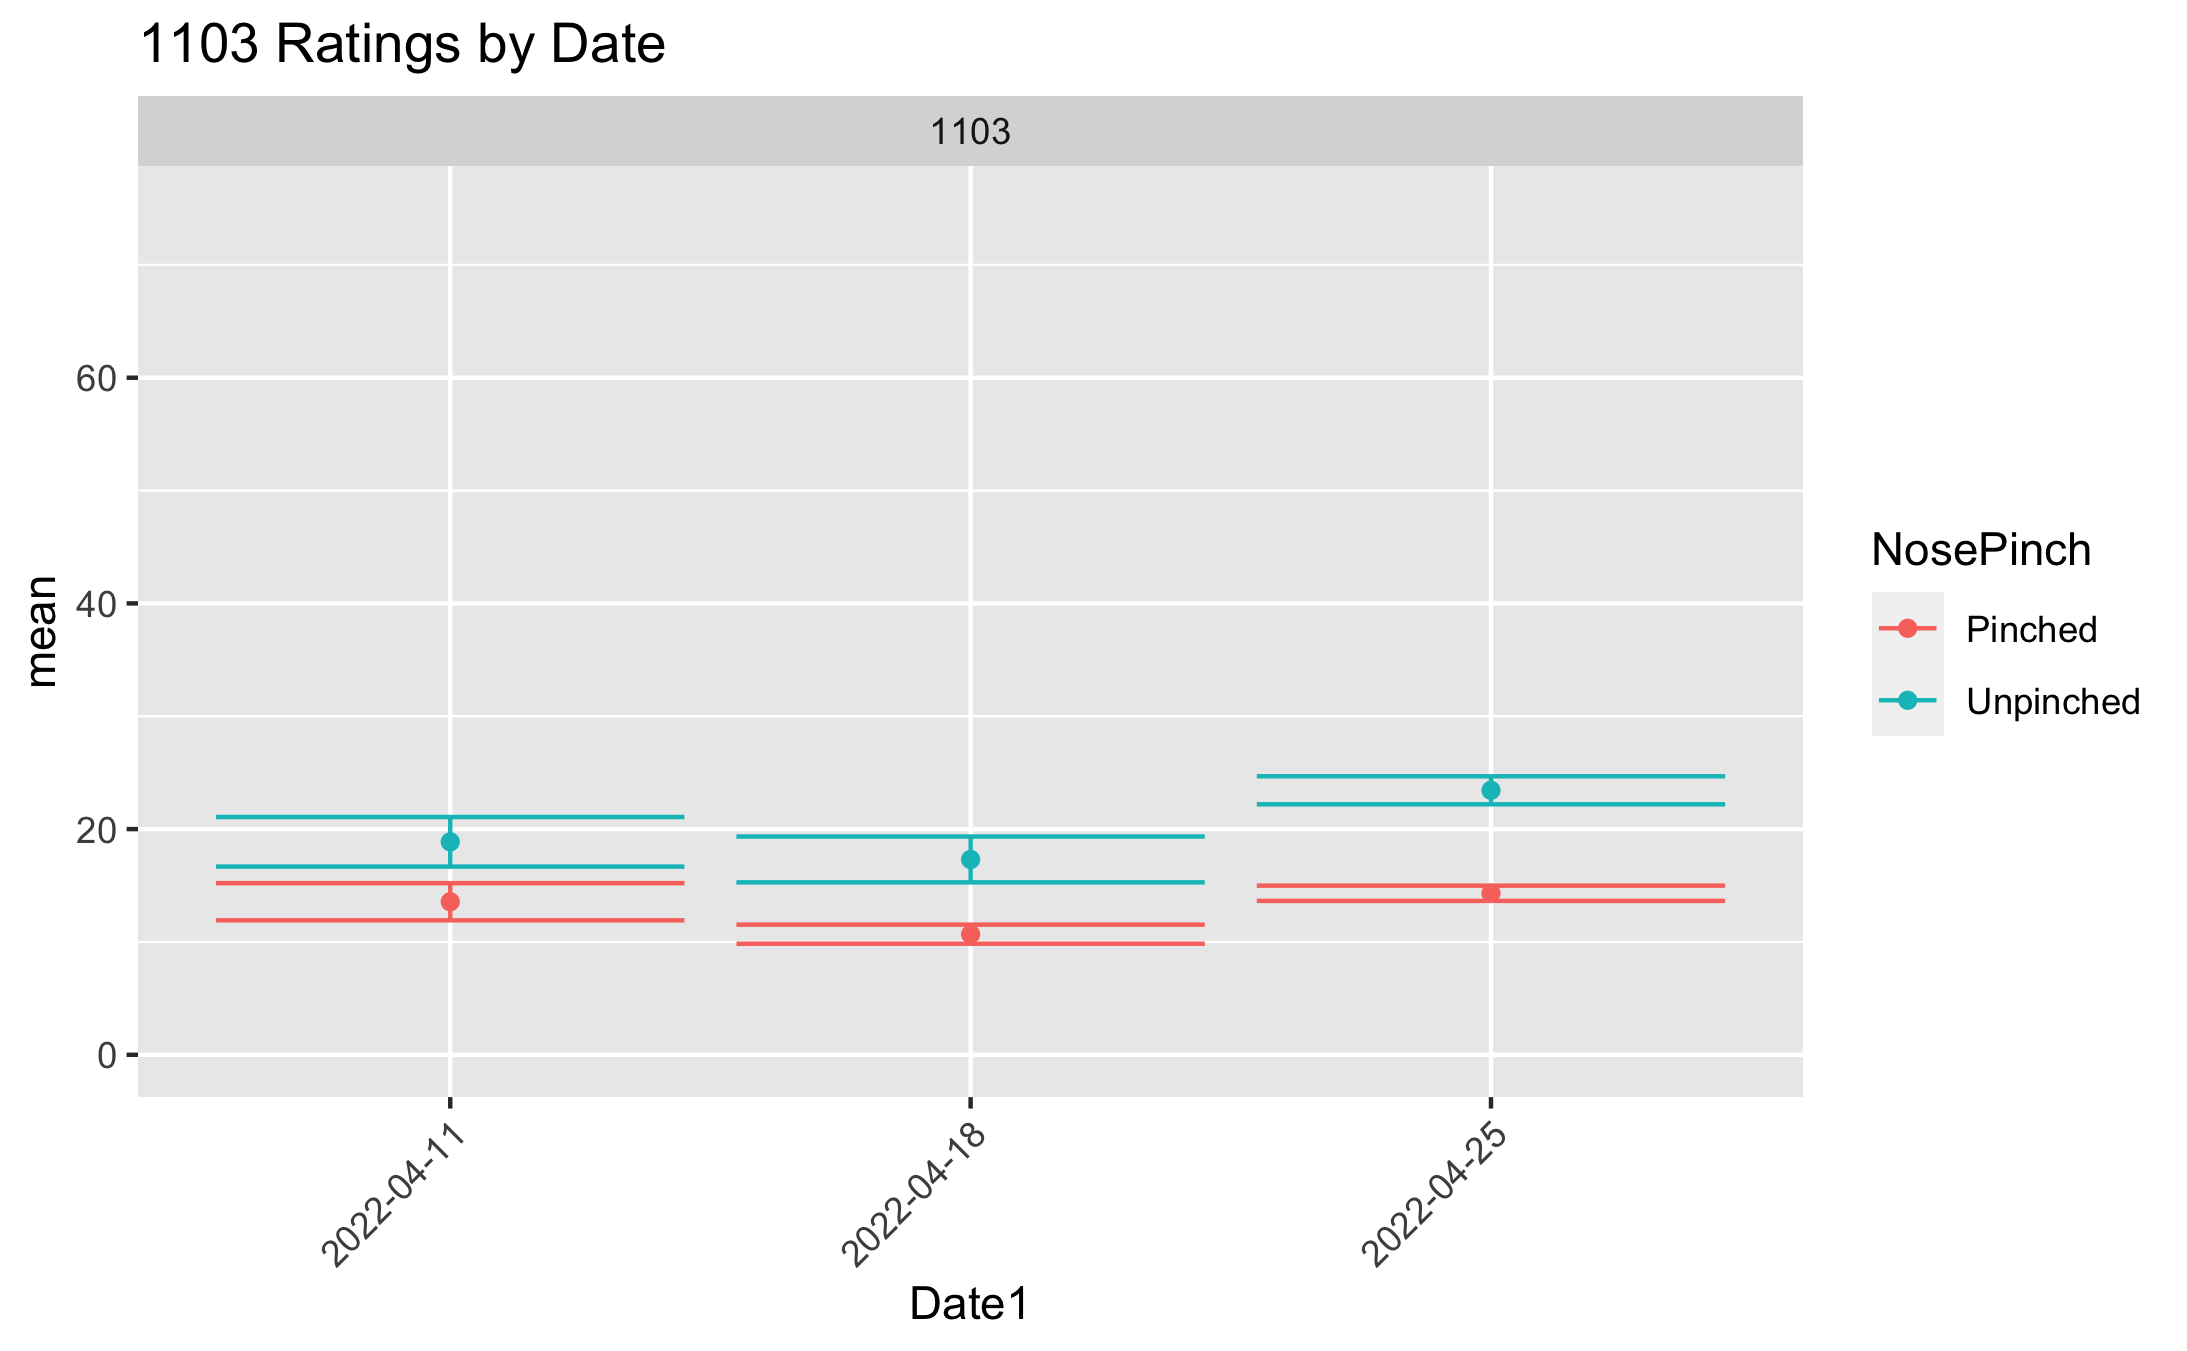 1103 Ratings by Date
1103
60
40
20
0
mean
2022-04-11
2022-04-18
2022-04-25
Date1
NosePinch
Pinched
Unpinched